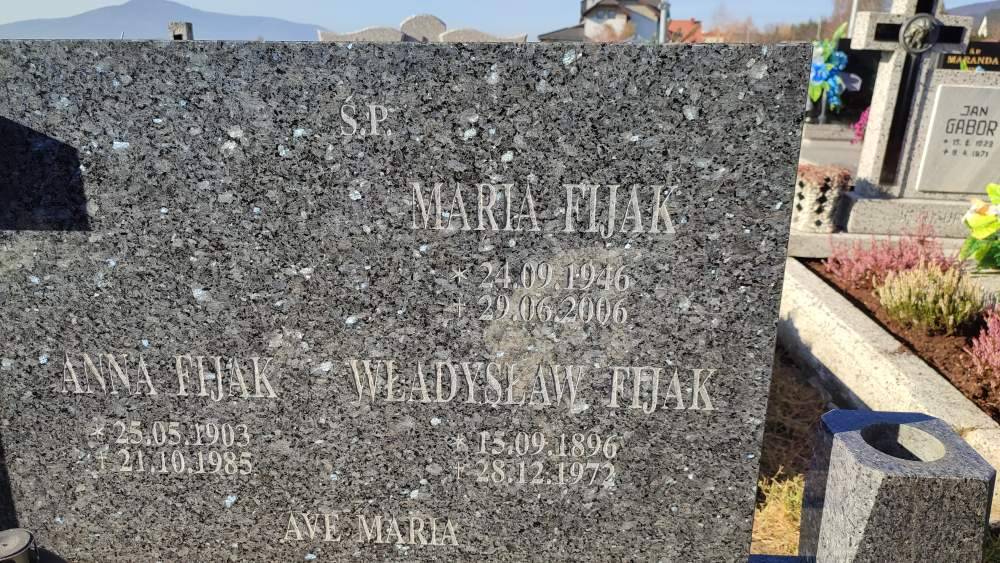 Ś.P.
MARIA FIJAK
* 24.09.1946
† 29.06.2006
ANNA FIJAK
* 25.05.1903
† 21.10.1985
WŁADYSŁAW FIJAK
* 15.09.1896
† 28.12.1972
AVE MARIA
Ś.P.
MARANDA
JAN
GABOR